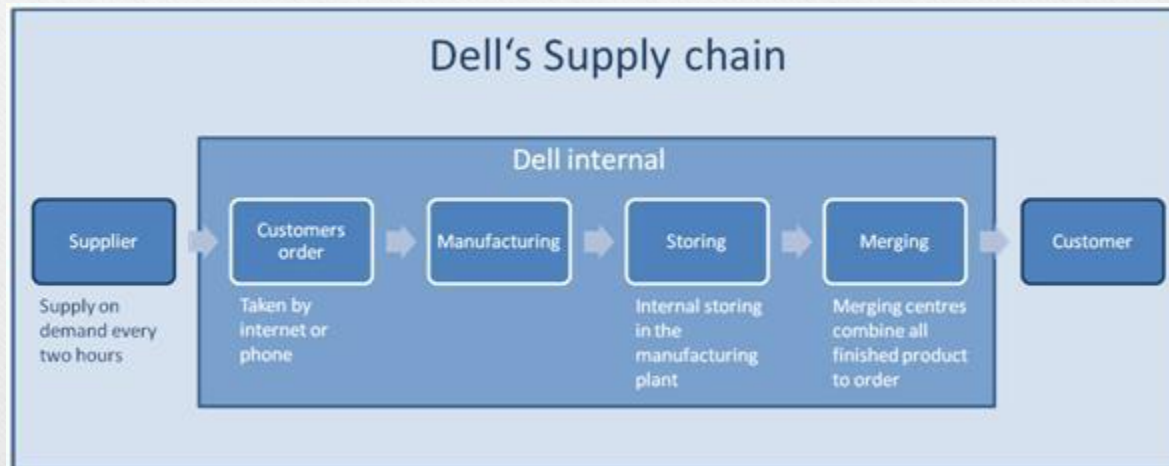 Dell‘s Supply chain
Dell internal
Supplier
Customers
order
Manufacturing
Storing
Merging
Customer
Supply on
demand every
two hours
Taken by
internet or
phone
Internal storing
in the
manufacturing
plant
Merging centres
combine all
finished product
to order